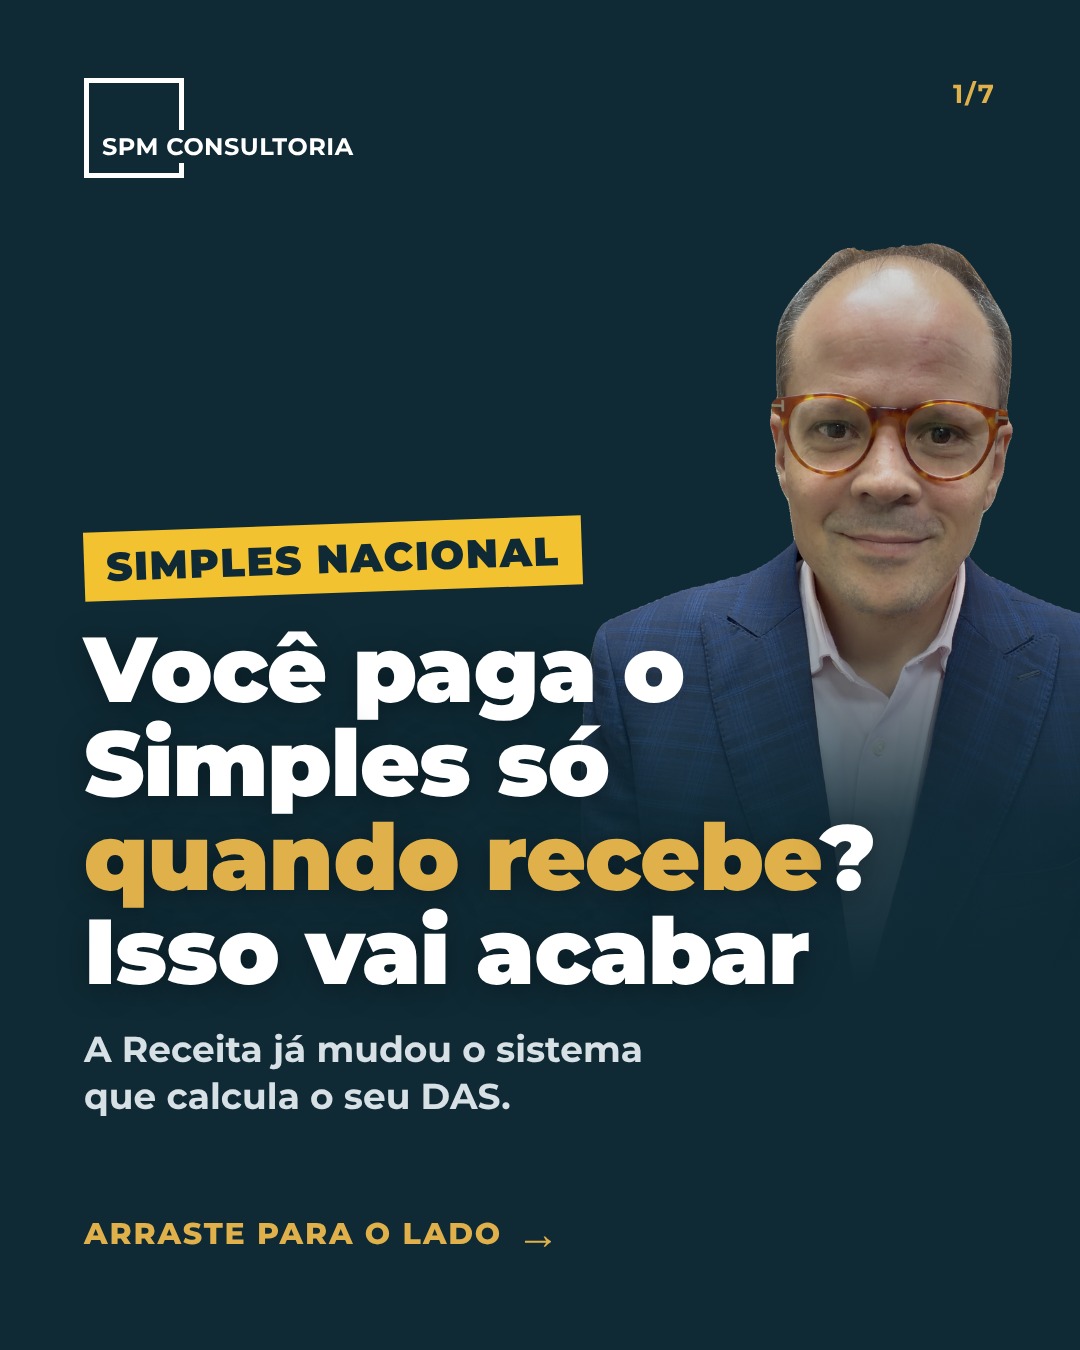 SPM CONSULTORIA
1/7
SIMPLES NACIONAL
Você paga o
Simples só
quando recebe?
Isso vai acabar
A Receita já mudou o sistema
que calcula o seu DAS.
ARRASTE PARA O LADO →